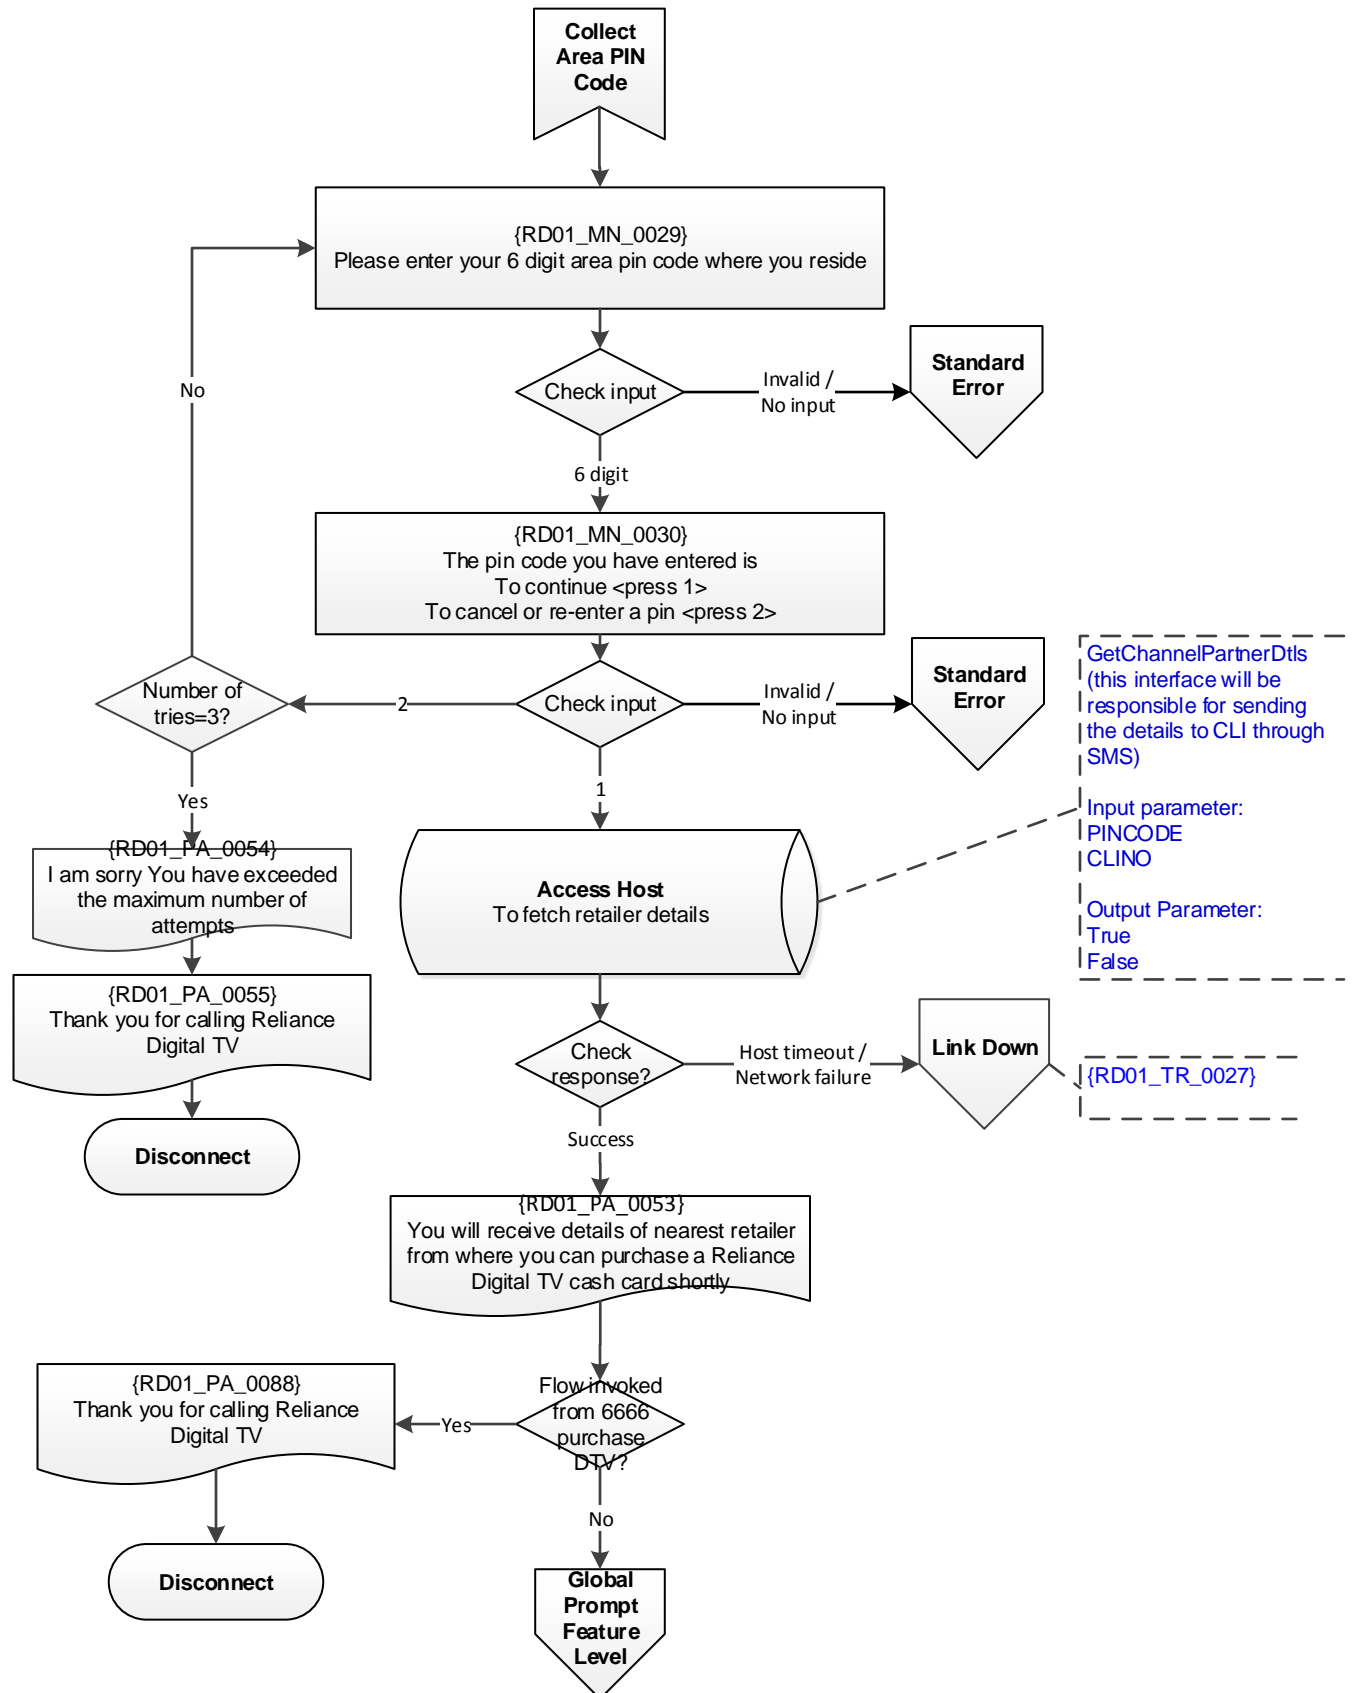 Collect
Area PIN
Code
{RD01_MN_0029}
Please enter your 6 digit area pin code where you reside
No
Check input
Invalid /
No input
Standard
Error
6 digit
{RD01_MN_0030}
The pin code you have entered is
To continue <press 1>
To cancel or re-enter a pin <press 2>
Number of
tries=3?
2
Check input
Invalid /
No input
Standard
Error
GetChannelPartnerDtls
(this interface will be
responsible for sending
the details to CLI through
SMS)
Input parameter:
PINCODE
CLINO
Output Parameter:
True
False
Yes
1
{RD01_PA_0054}
I am sorry You have exceeded
the maximum number of
attempts
Access Host
To fetch retailer details
{RD01_PA_0055}
Thank you for calling Reliance
Digital TV
Check
response?
Host timeout /
Network failure
Link Down
{RD01_TR_0027}
Disconnect
Success
{RD01_PA_0053}
You will receive details of nearest retailer
from where you can purchase a Reliance
Digital TV cash card shortly
{RD01_PA_0088}
Thank you for calling Reliance
Digital TV
Yes
Flow invoked
from 6666
purchase
DTV?
No
Disconnect
Global
Prompt
Feature
Level